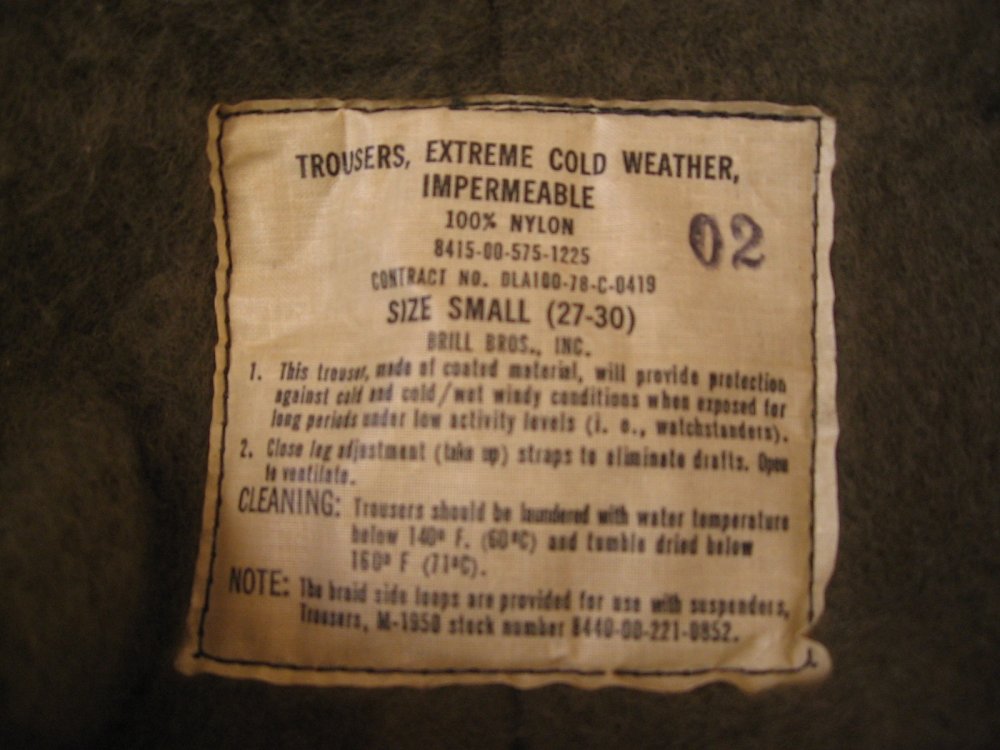 TROUSERS, EXTREME COLD WEATHER,
IMPERMEABLE
100% NYLON
02
8415-00-575-1225
CONTRACT NO. DLA100-78-C-0419
SIZE SMALL (27-30)
BRILL BROS., INC.
1. This trouser, made of coated material, will provide protection
against cold and cold/wet windy conditions when exposed for
long periods under low activity levels (i. e., watchstanders).
2. Close leg adjustment (take up) straps to eliminate drafts. Open
to ventilate.
CLEANING: Trousers should be laundered with water temperature
below 140° F. (60°C) and tumble dried below
160° F (71°C).
NOTE: The braid side loops are provided for use with suspenders,
Trousers, M-1950 stock number 8440-00-221-0852.